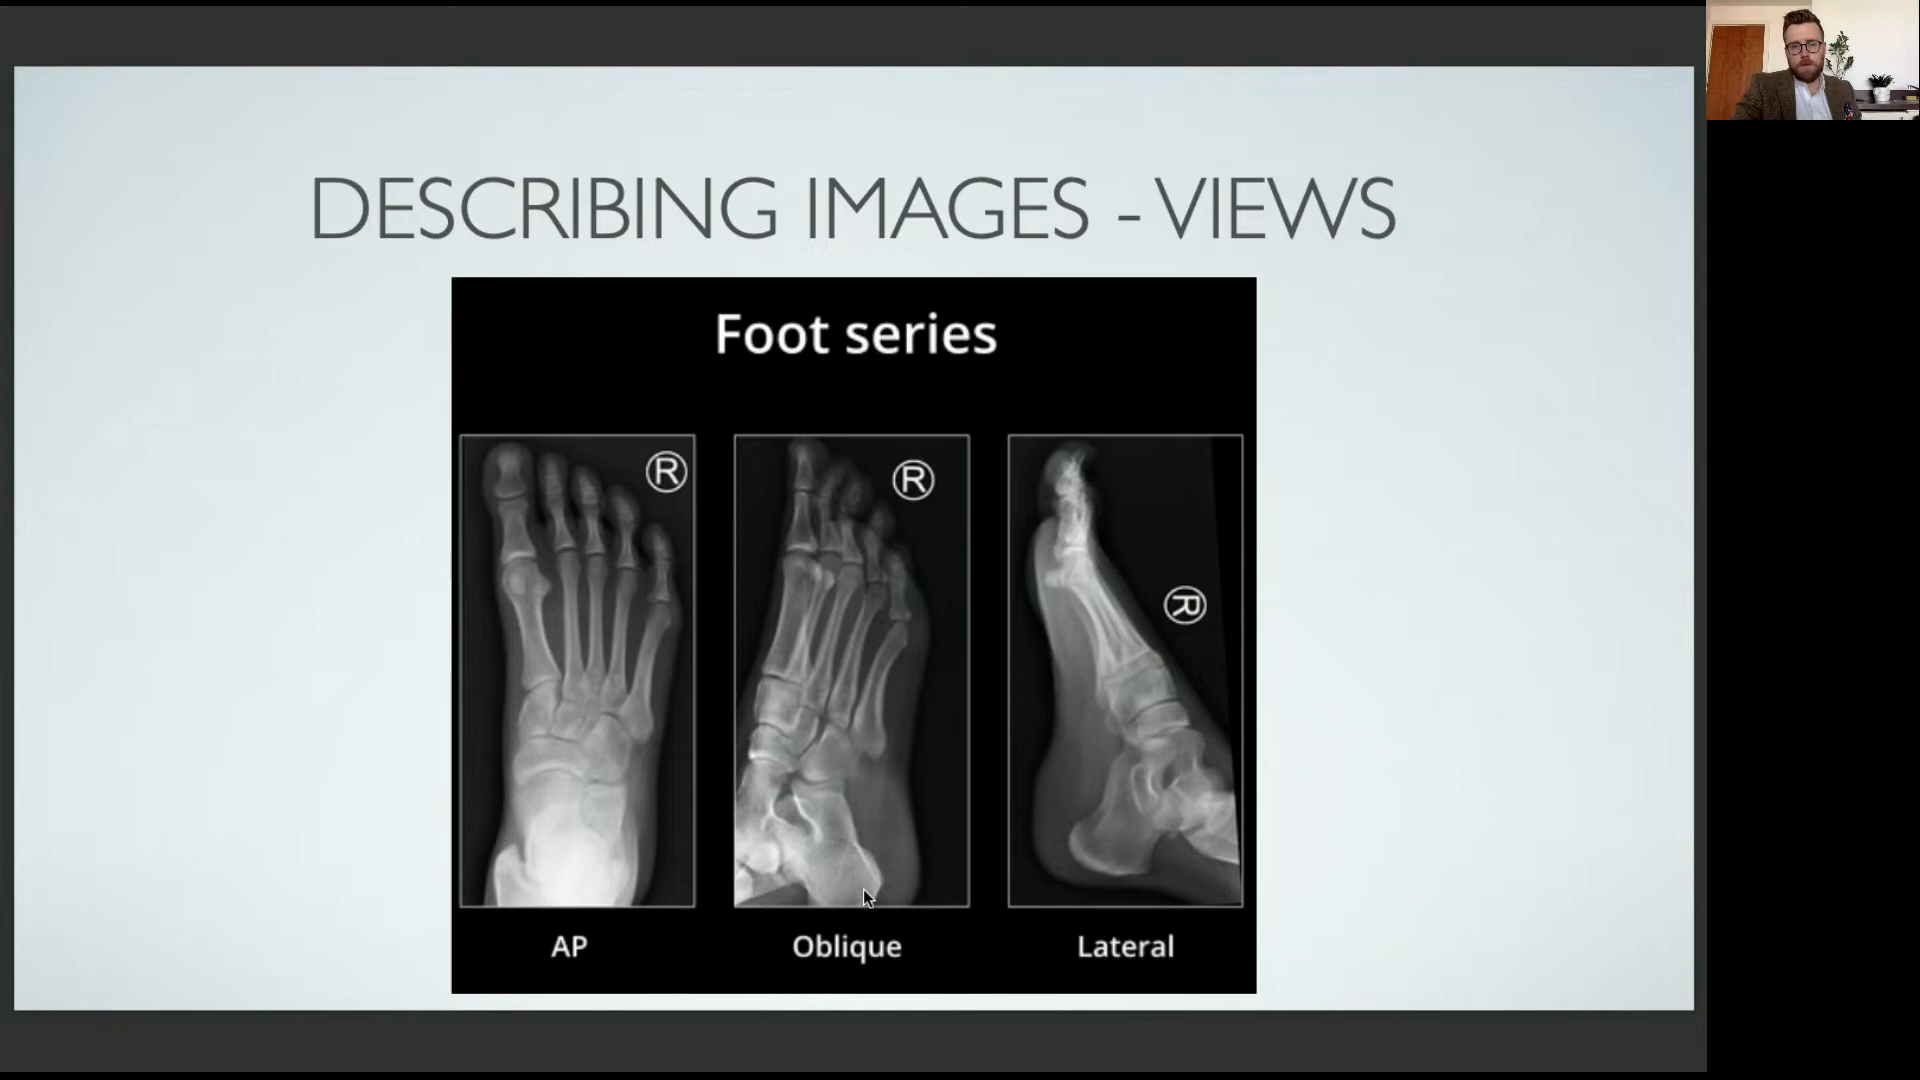 DESCRIBING IMAGES - VIEWS
Foot series
R
R
R
AP
Oblique
Lateral